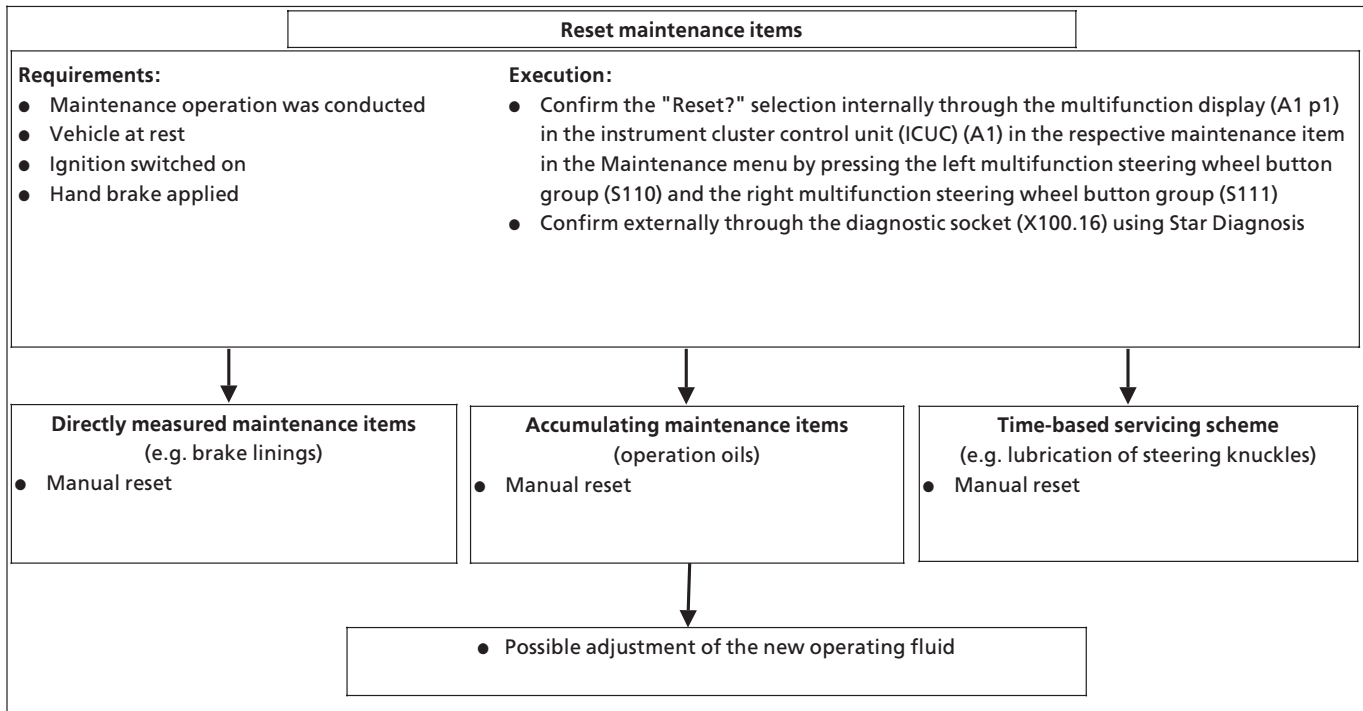 Reset maintenance items
Requirements:
● Maintenance operation was conducted
● Vehicle at rest
● Ignition switched on
● Hand brake applied
Execution:
● Confirm the "Reset?" selection internally through the multifunction display (A1 p1)
in the instrument cluster control unit (ICUC) (A1) in the respective maintenance item
in the Maintenance menu by pressing the left multifunction steering wheel button
group (S110) and the right multifunction steering wheel button group (S111)
● Confirm externally through the diagnostic socket (X100.16) using Star Diagnosis
Directly measured maintenance items
(e.g. brake linings)
● Manual reset
Accumulating maintenance items
(operation oils)
● Manual reset
Time-based servicing scheme
(e.g. lubrication of steering knuckles)
● Manual reset
● Possible adjustment of the new operating fluid